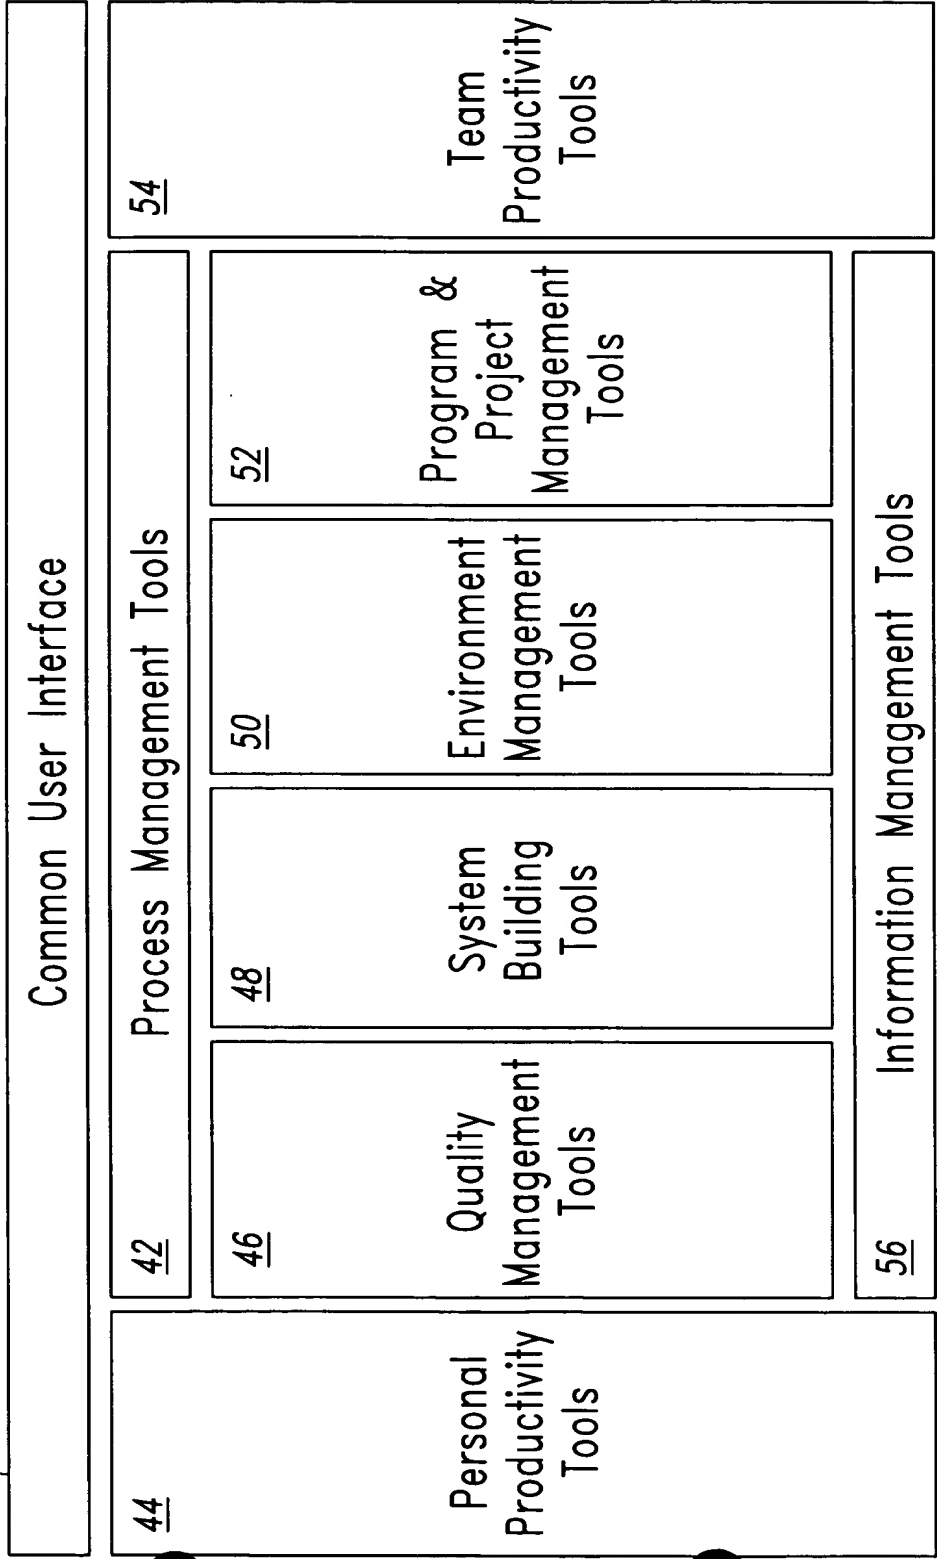 Common User Interface
44
Personal
Productivity
Tools
42
Process Management Tools
46
Quality
Management
Tools
48
System
Building
Tools
50
Environment
Management
Tools
52
Program &
Project
Management
Tools
56
Information Management Tools
54
Team
Productivity
Tools